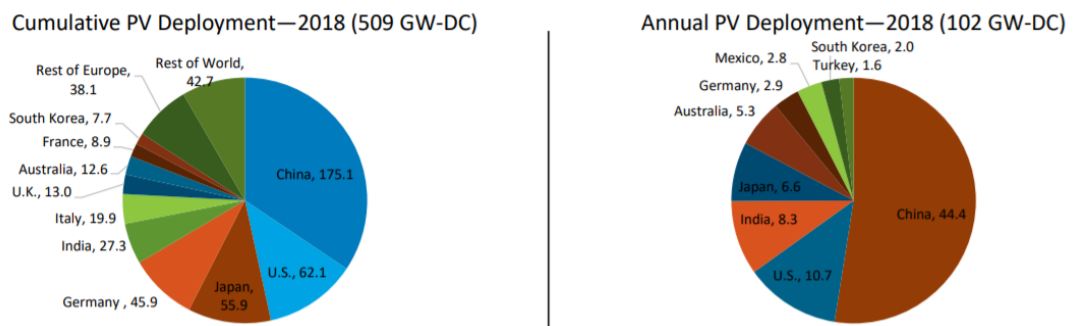 Cumulative PV Deployment—2018 (509 GW-DC)
Rest of World,
42.7
Rest of Europe,
38.1
South Korea, 7.7
France, 8.9
Australia, 12.6
U.K., 13.0
Italy, 19.9
India, 27.3
Germany , 45.9
Japan,
55.9
U.S., 62.1
China, 175.1
Annual PV Deployment—2018 (102 GW-DC)
South Korea, 2.0
Turkey, 1.6
Mexico, 2.8
Germany, 2.9
Australia, 5.3
Japan, 6.6
India, 8.3
U.S., 10.7
China, 44.4